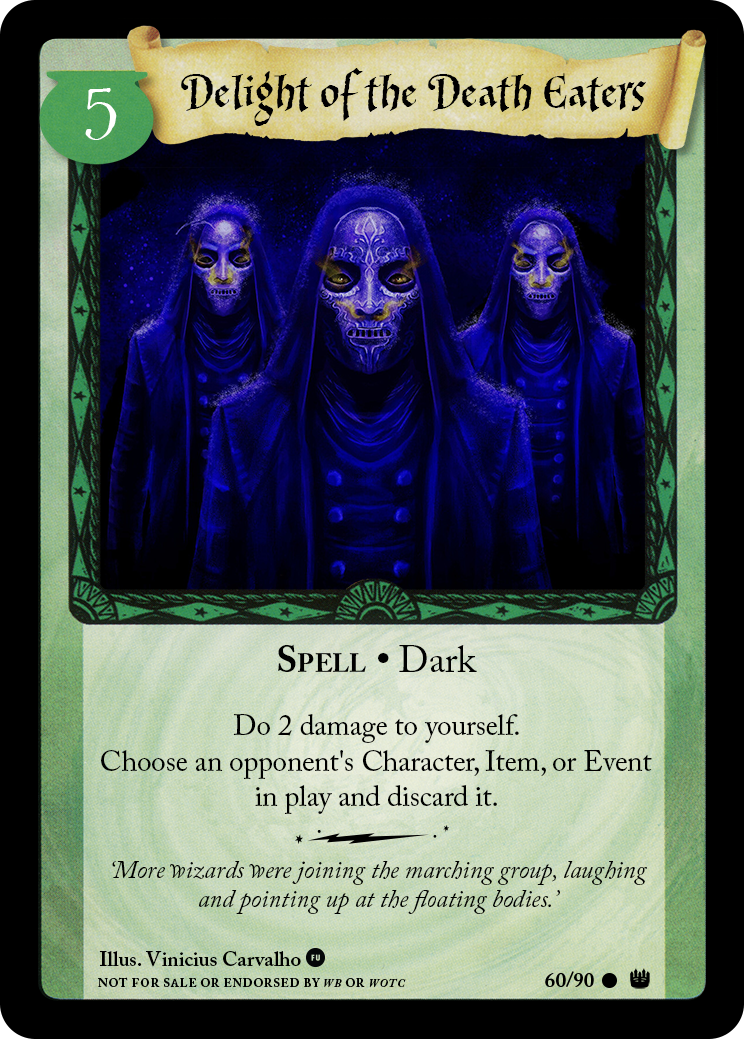 5
Delight of the Death Eaters
SPELL • Dark
Do 2 damage to yourself.
Choose an opponent's Character, Item, or Event
in play and discard it.
‘More wizards were joining the marching group, laughing
and pointing up at the floating bodies.’
Illus. Vinicius Carvalho FU
NOT FOR SALE OR ENDORSED BY WB OR WOTC
60/90